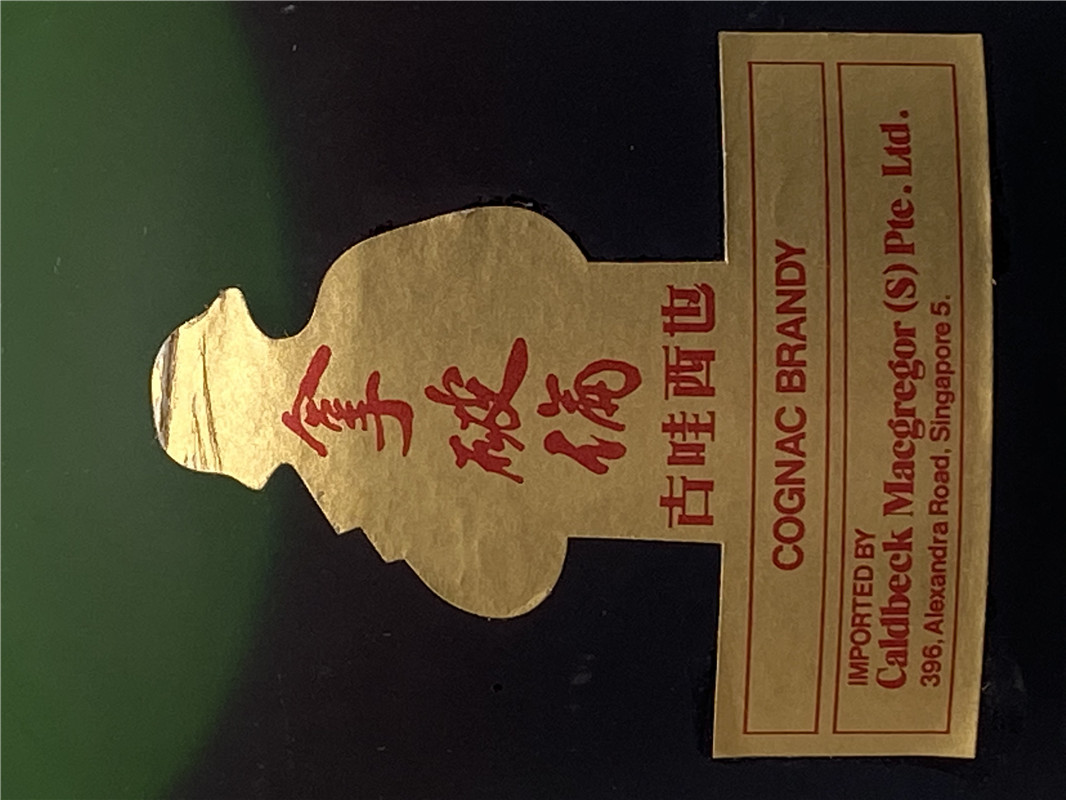 拿破倫
古哇西也
COGNAC BRANDY
IMPORTED BY
Caldbeck Macgregor (S) Pte. Ltd.
396, Alexandra Road, Singapore 5.